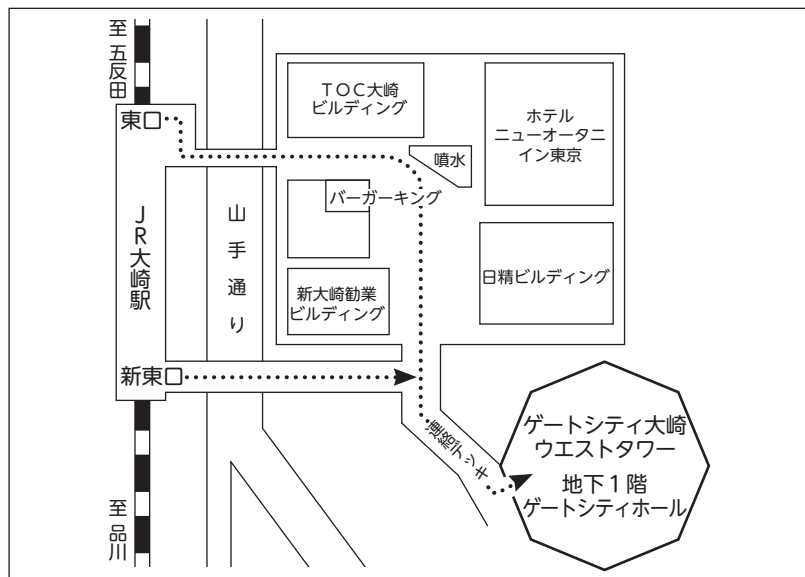 至 五反田
東口
JR大崎駅
新東口
至 品川
山手通り
TOC大崎
ビルディング
噴水
ホテル
ニューオータニ
イン東京
バーガーキング
新大崎勧業
ビルディング
日精ビルディング
連絡デッキ
ゲートシティ大崎
ウエストタワー
地下1階
ゲートシティホール